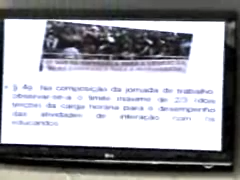 § 4o Na composição da jornada de trabalho,
observar-se-á o limite máximo de 2/3 (dois
terços) da carga horária para o desempenho
das atividades de interação com os
educandos.
LG